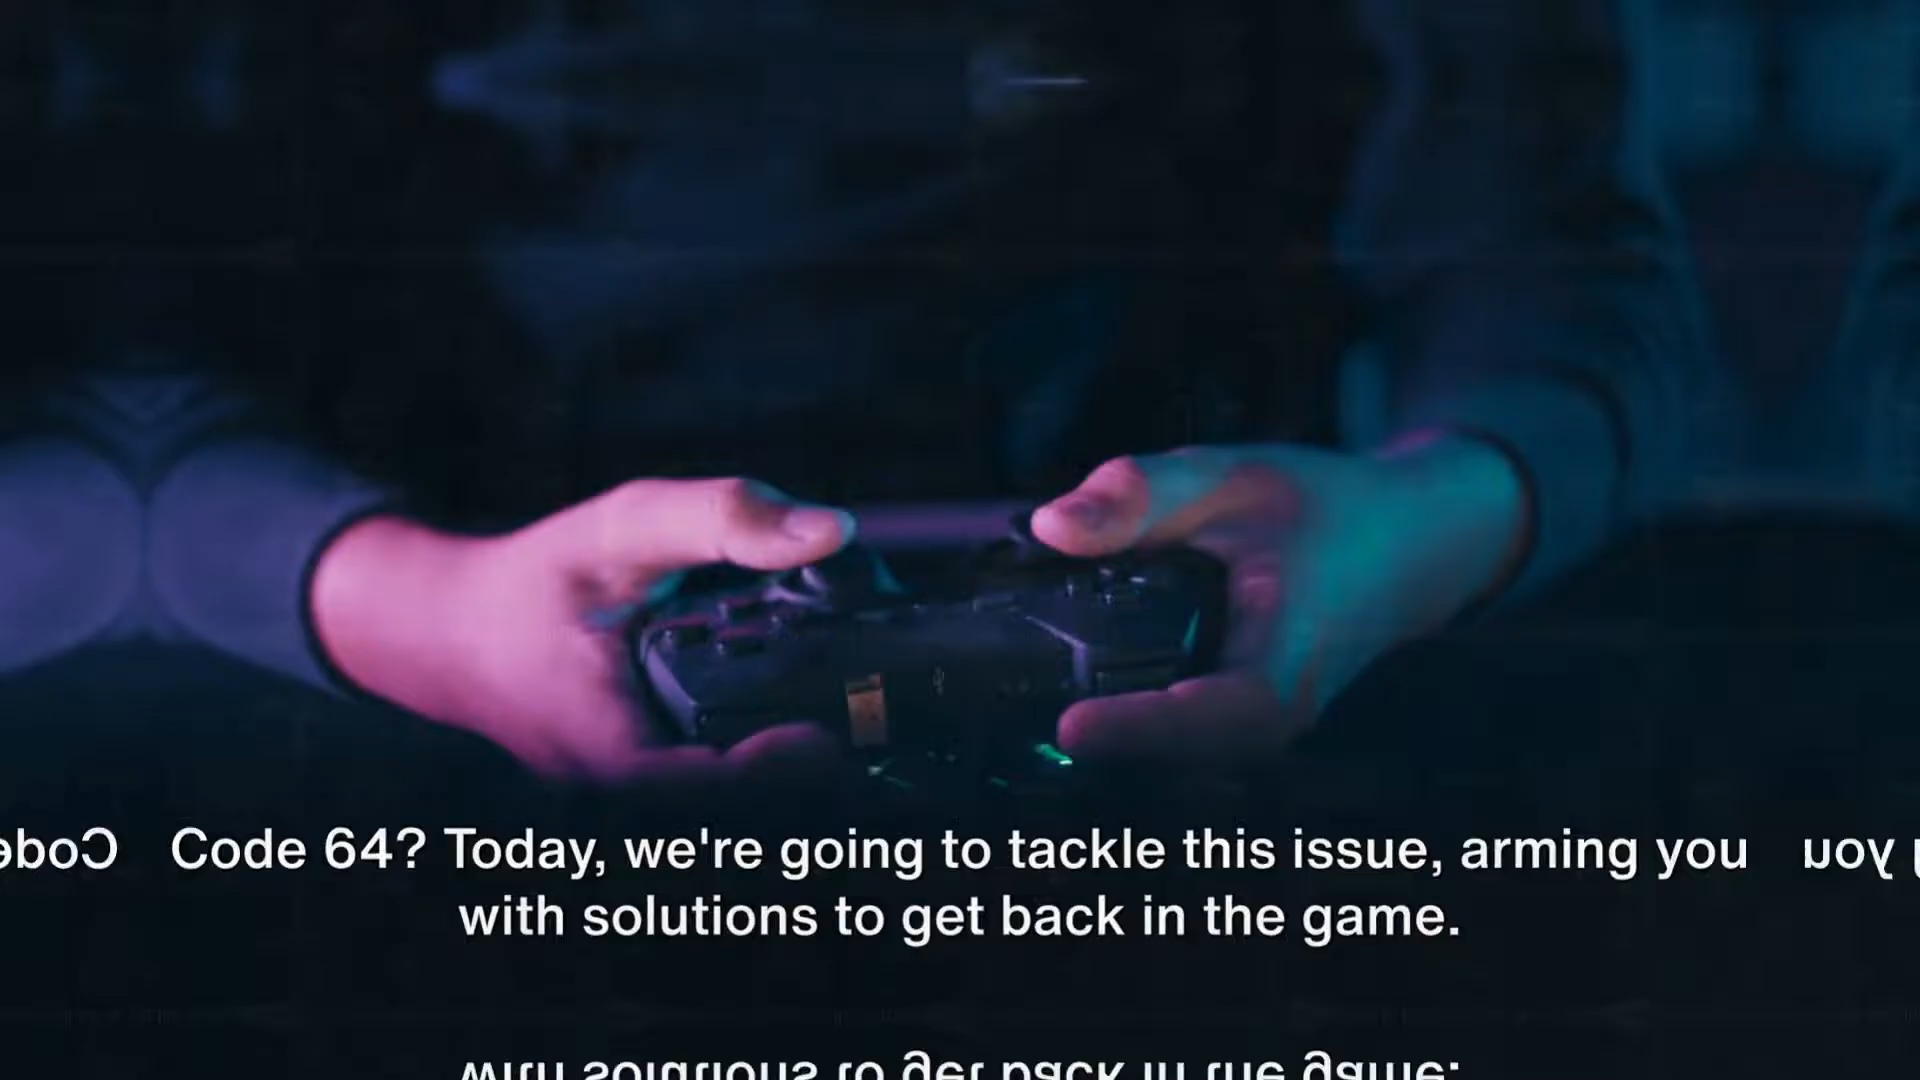 Code 64? Today, we're going to tackle this issue, arming you
with solutions to get back in the game.